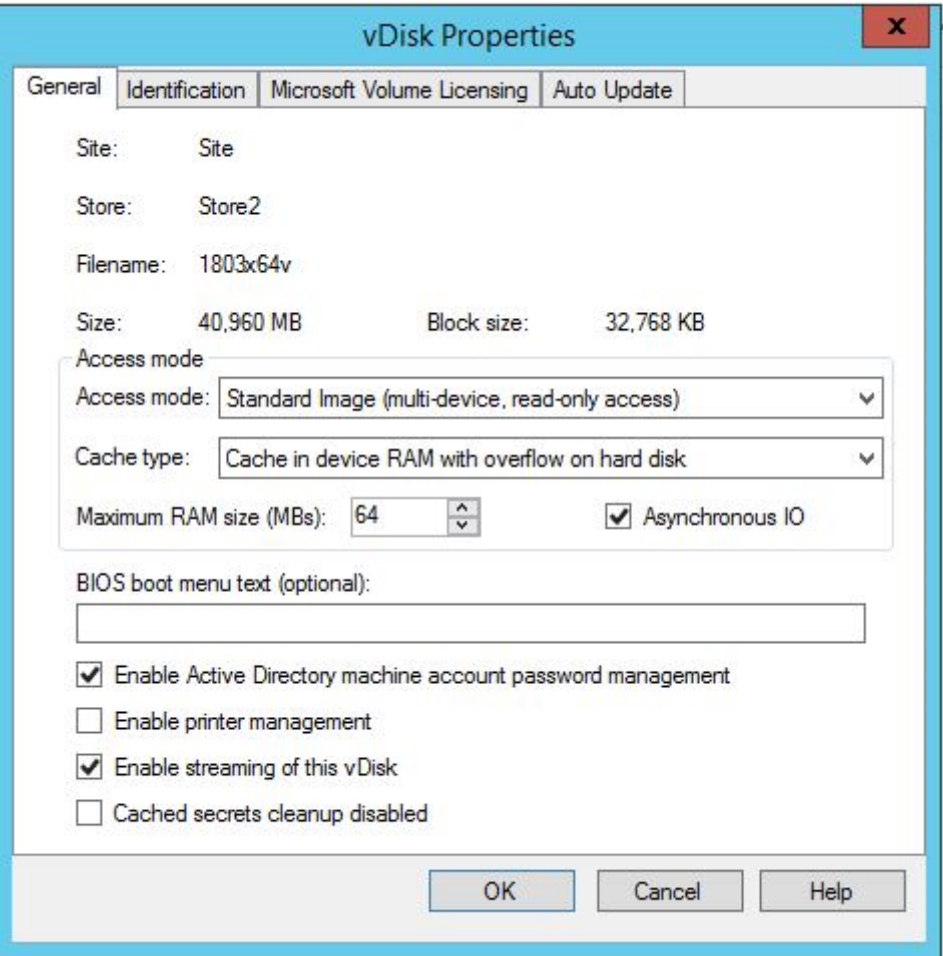 vDisk Properties
x
General Identification Microsoft Volume Licensing Auto Update
Site: Site
Store: Store2
Filename: 1803x64v
Size: 40,960 MB Block size: 32,768 KB
Access mode
Access mode: Standard Image (multi-device, read-only access)
Cache type: Cache in device RAM with overflow on hard disk
Maximum RAM size (MBs): 64 Asynchronous IO
BIOS boot menu text (optional):
Enable Active Directory machine account password management
Enable printer management
Enable streaming of this vDisk
Cached secrets cleanup disabled
OK Cancel Help